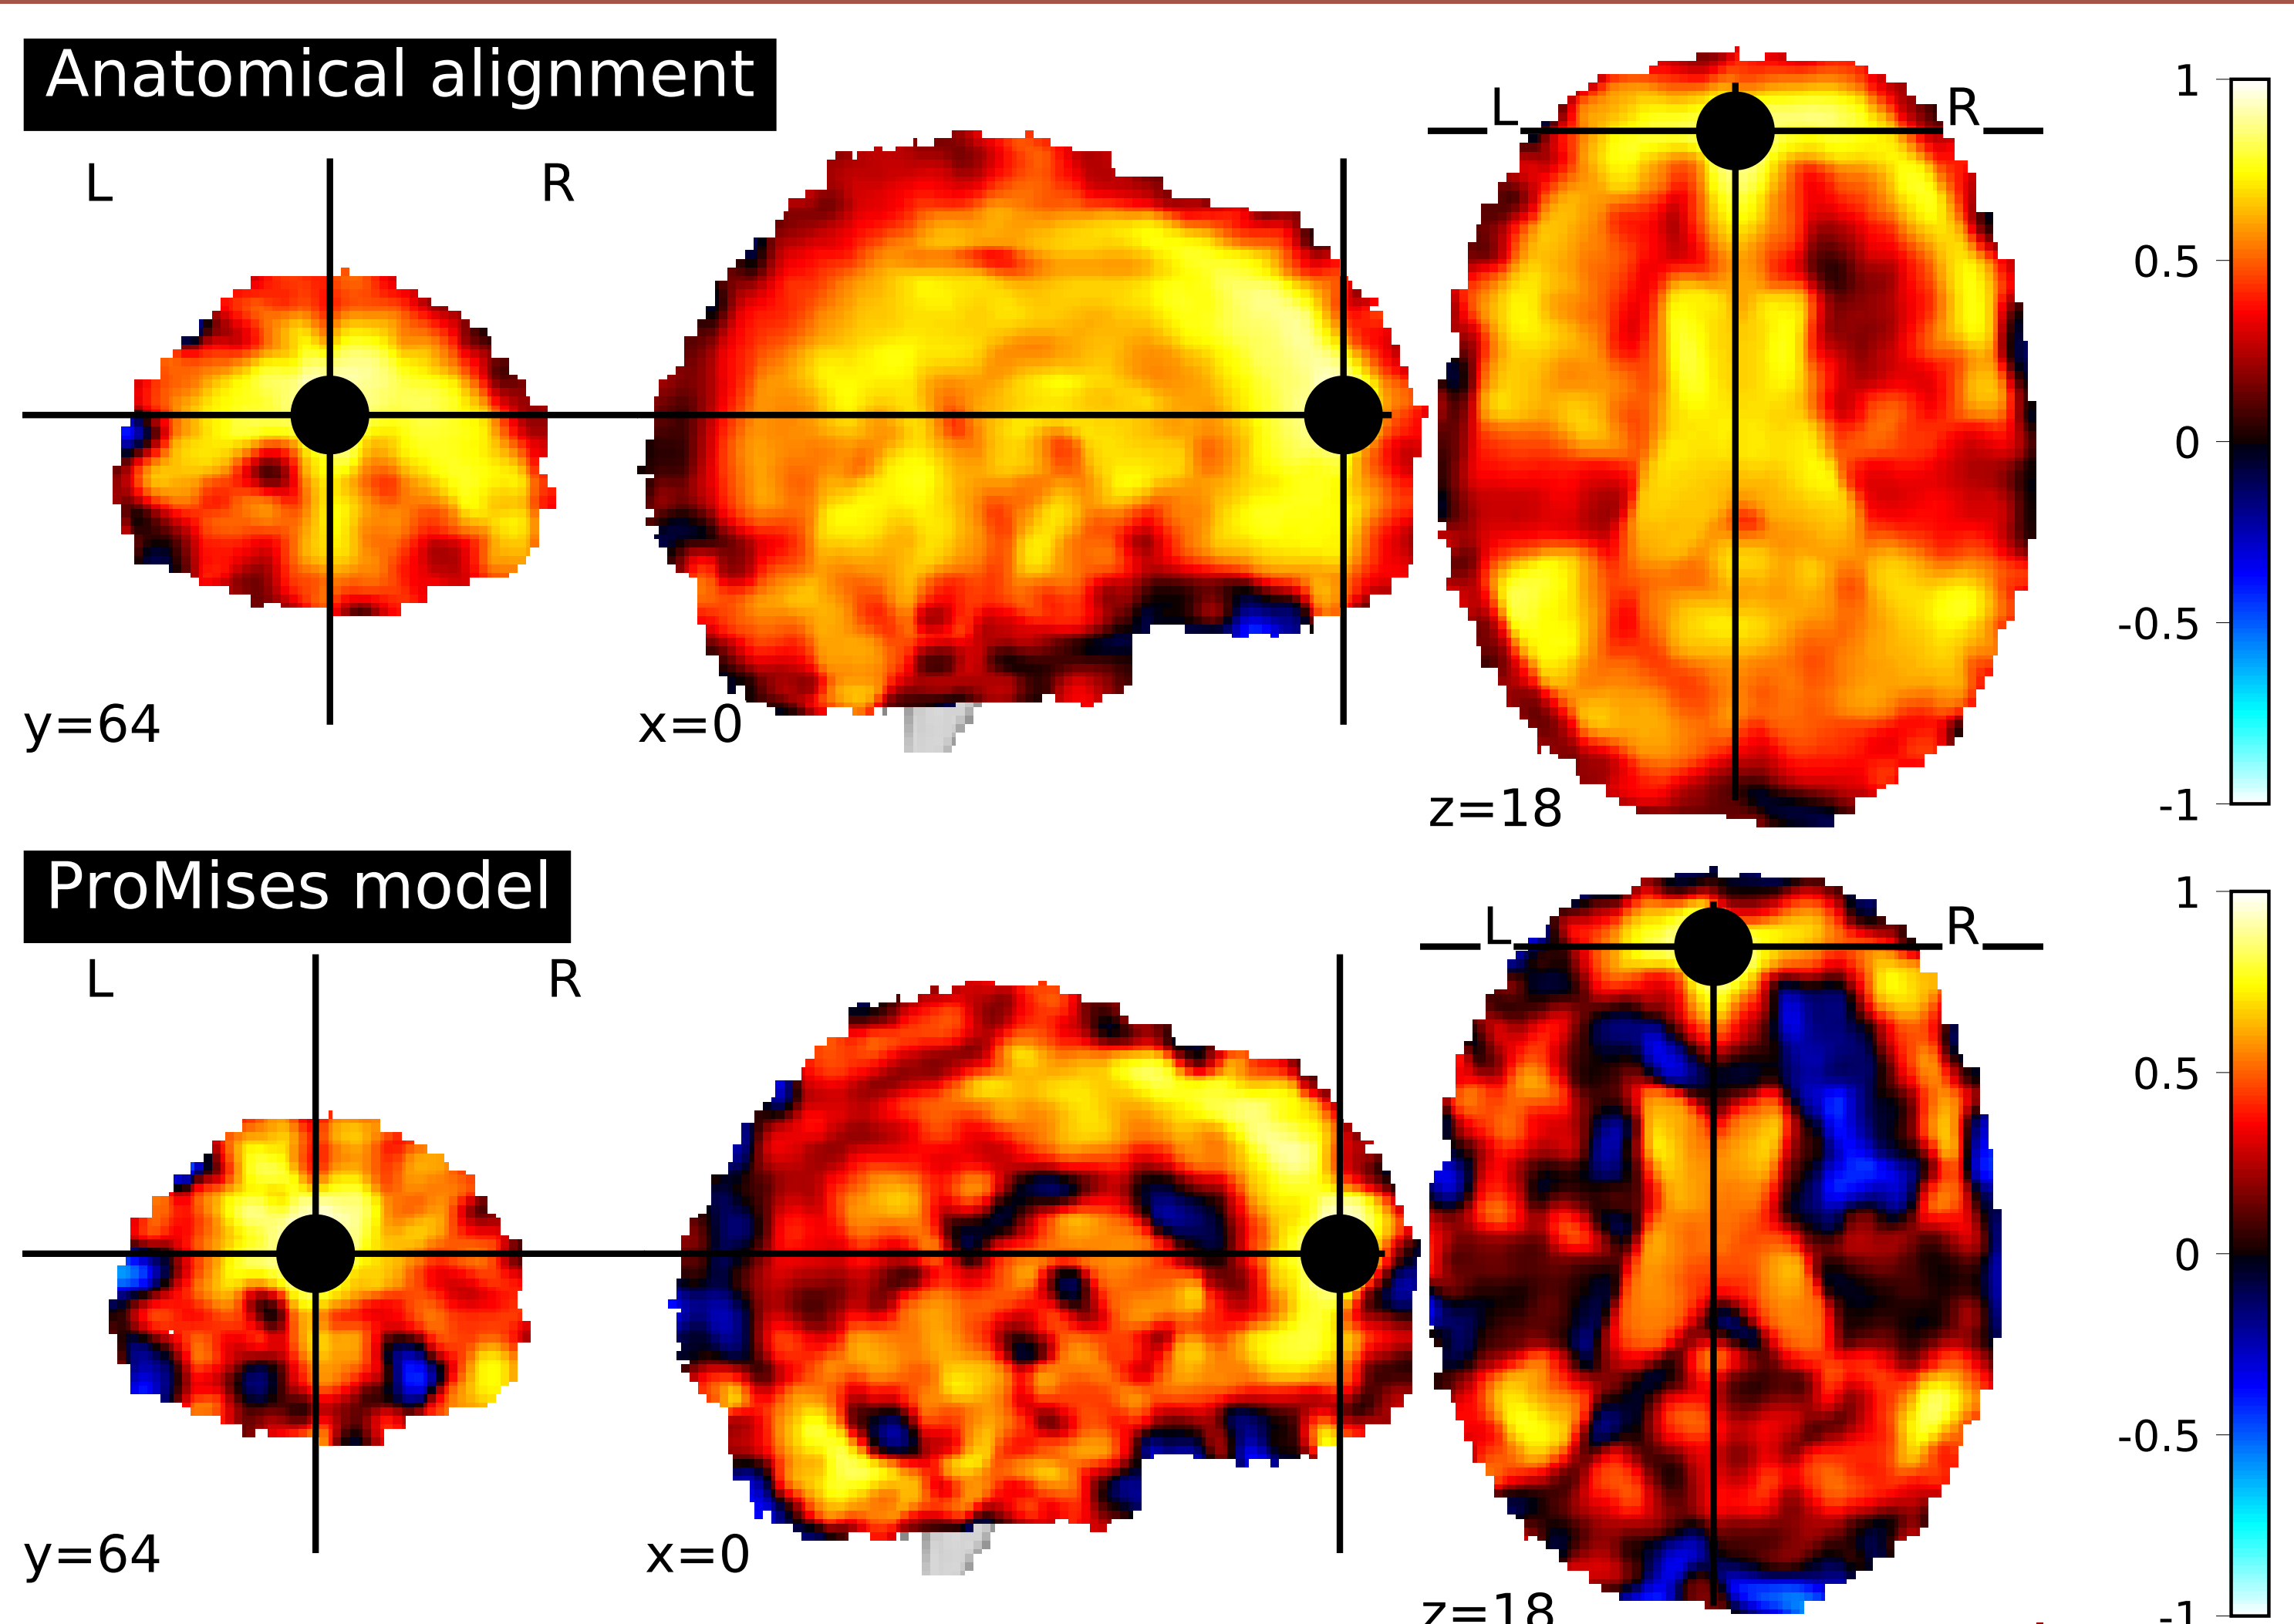 Anatomical alignment
L R
L R
y=64
x=0
z=18
1
0.5
0
-0.5
-1
ProMises model
L R
L R
y=64
x=0
z=18
1
0.5
0
-0.5
-1